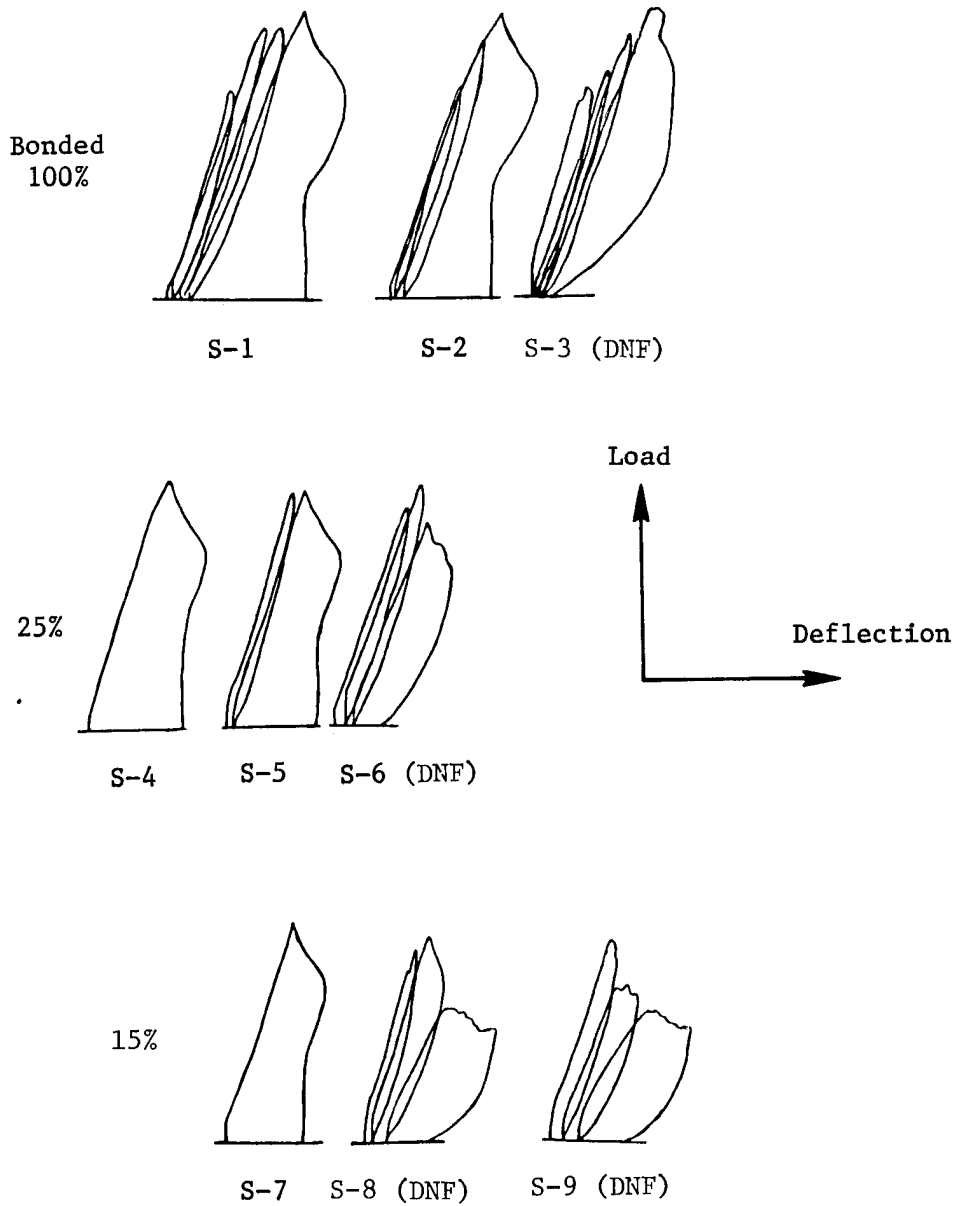 Bonded
100%
S-1 S-2 S-3 (DNF)
Load
25%
Deflection
S-4 S-5 S-6 (DNF)
15%
S-7 S-8 (DNF) S-9 (DNF)